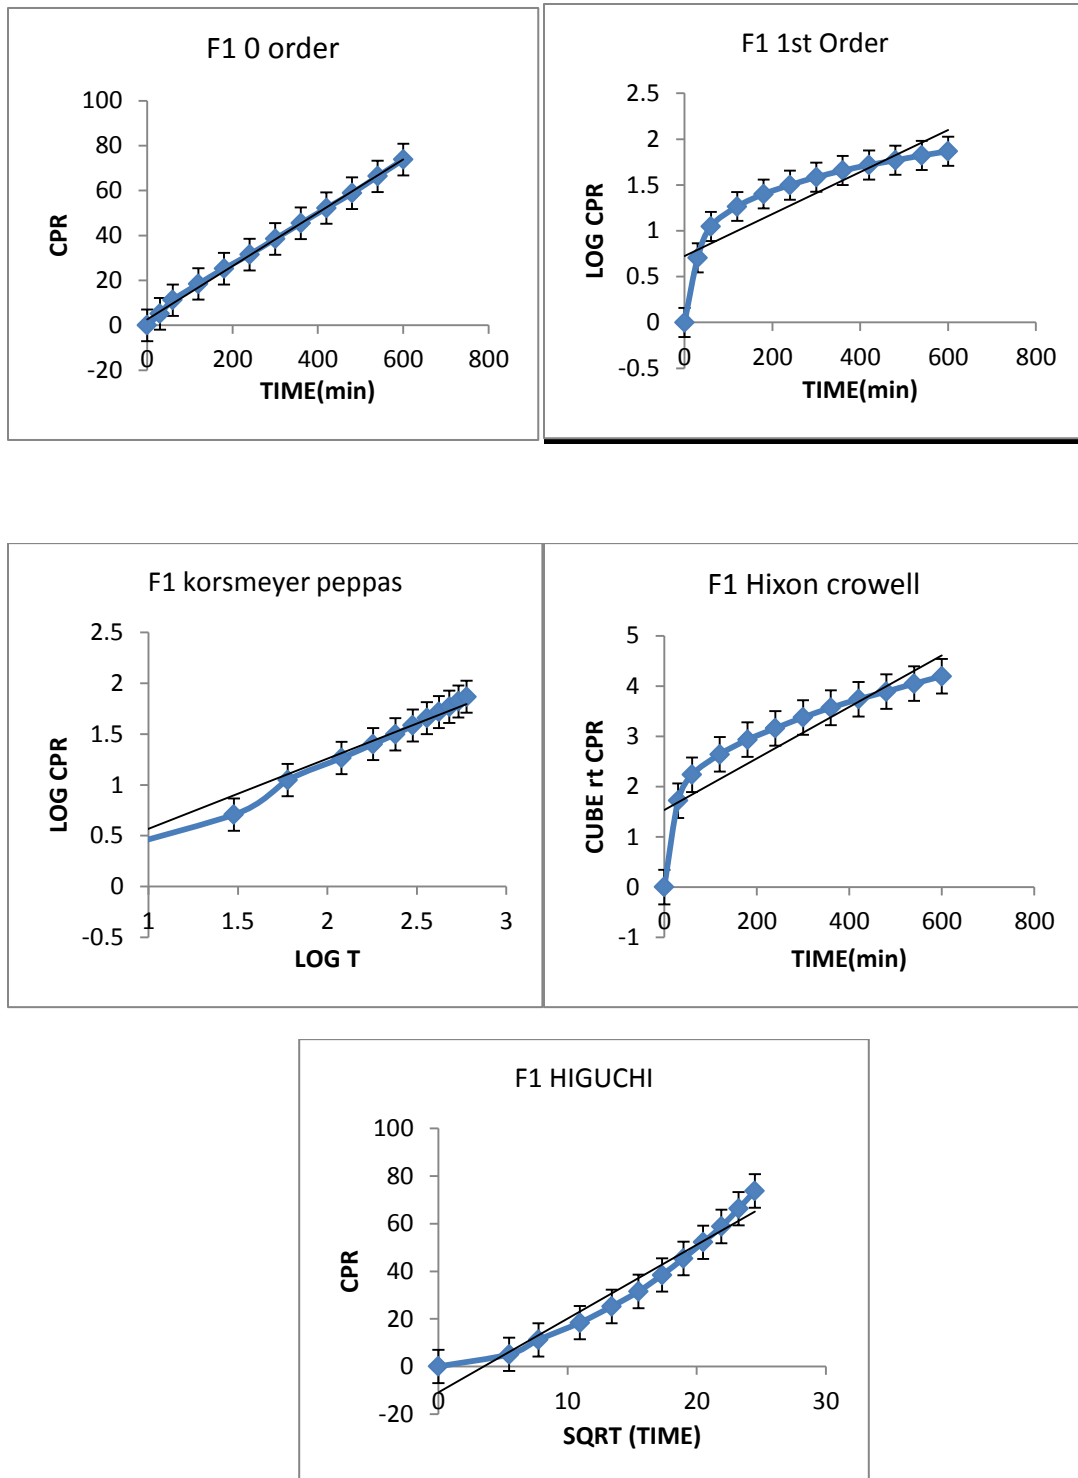 F1 0 order
100
80
60
40
20
0
-20
CPR
0 200 400 600 800
TIME(min)
F1 1st Order
2.5
2
1.5
1
0.5
0
-0.5
LOG CPR
0 200 400 600 800
TIME(min)
F1 korsmeyer peppas
2.5
2
1.5
1
0.5
0
-0.5
LOG CPR
1 1.5 2 2.5 3
LOG T
F1 Hixon crowell
5
4
3
2
1
0
-1
CUBE rt CPR
0 200 400 600 800
TIME(min)
F1 HIGUCHI
100
80
60
40
20
0
-20
CPR
0 10 20 30
SQRT (TIME)